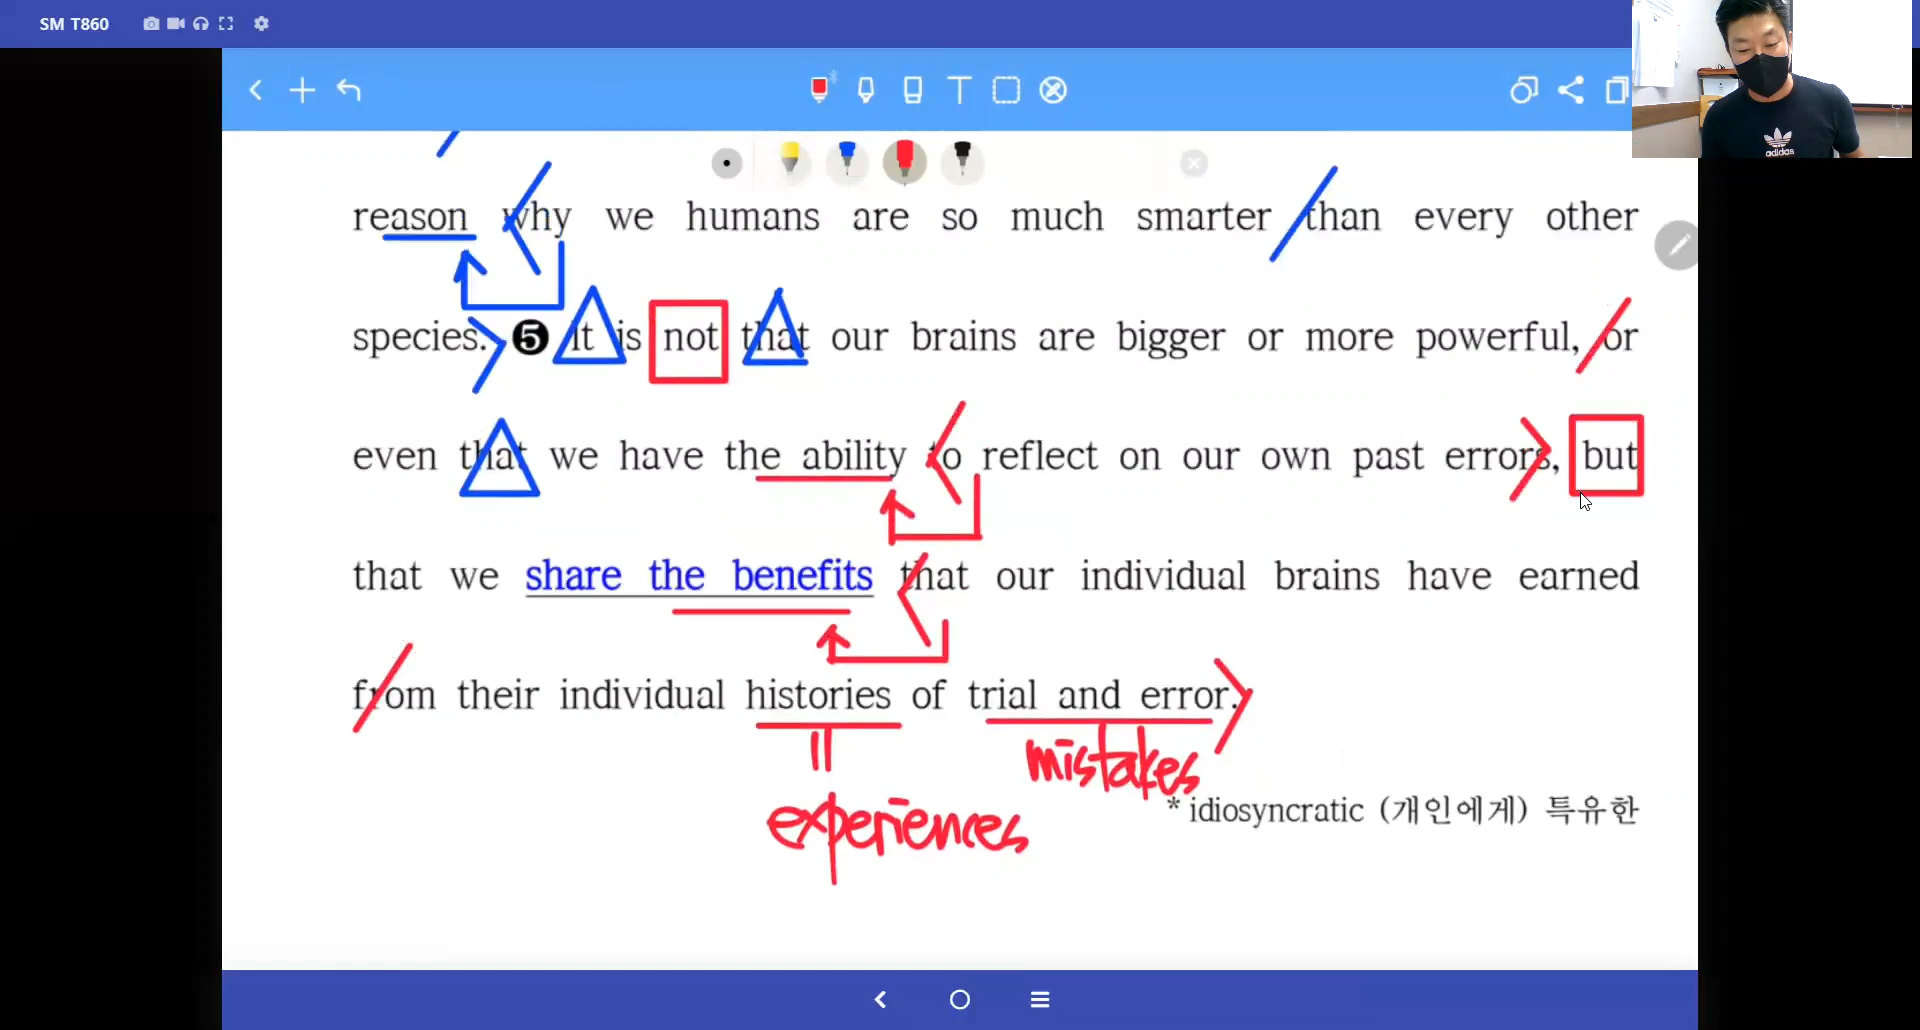 SM T860
adidas
reason why we humans are so much smarter than every other
species. ❺ It is not that our brains are bigger or more powerful, or
even that we have the ability to reflect on our own past errors, but
that we share the benefits that our individual brains have earned
from their individual histories of trial and error.
mistakes
* idiosyncratic (개인에게) 특유한
experiences